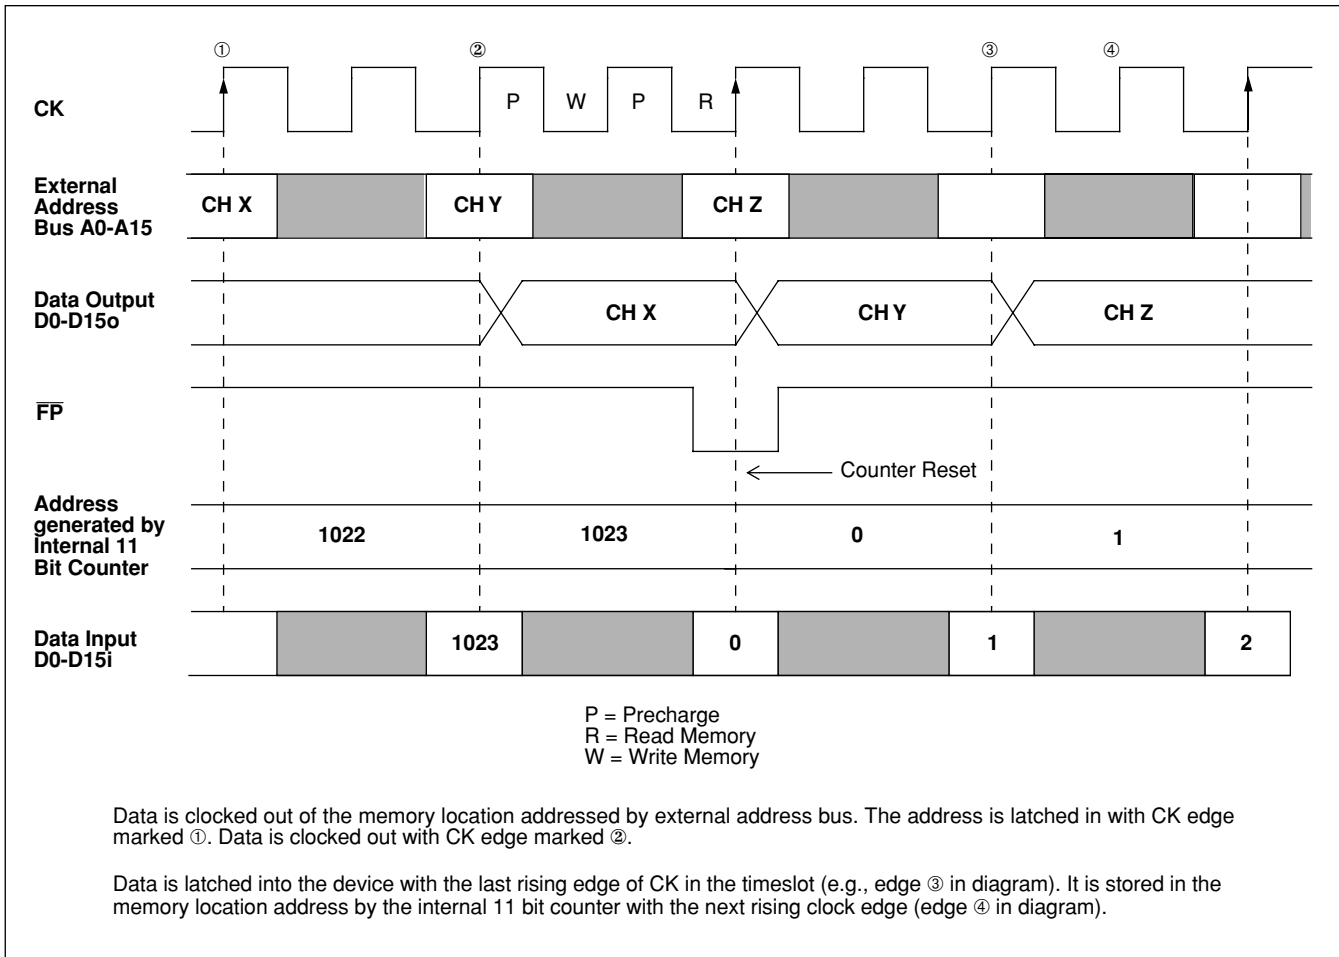 ① ② ③ ④
CK P W P R
External
Address
Bus A0-A15
CH X CH Y CH Z
Data Output
D0-D15o
CH X CH Y CH Z
FP
Counter Reset
Address
generated by
Internal 11
Bit Counter
1022 1023 0 1
Data Input
D0-D15i
1023 0 1 2
P = Precharge
R = Read Memory
W = Write Memory
Data is clocked out of the memory location addressed by external address bus. The address is latched in with CK edge
marked ①. Data is clocked out with CK edge marked ②.
Data is latched into the device with the last rising edge of CK in the timeslot (e.g., edge ③ in diagram). It is stored in the
memory location address by the internal 11 bit counter with the next rising clock edge (edge ④ in diagram).